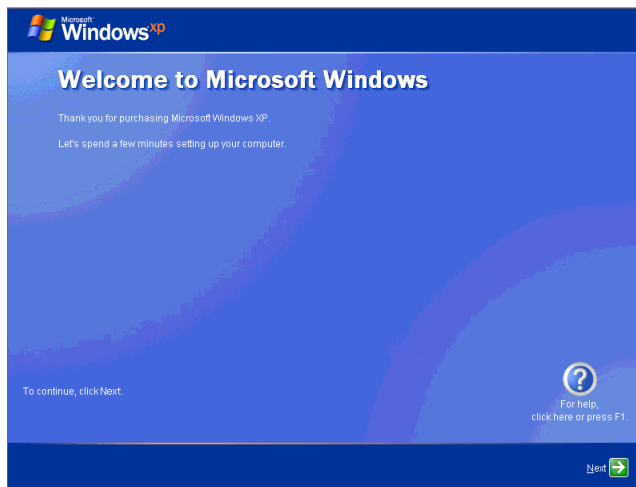 Microsoft
Windows xp
Welcome to Microsoft Windows
Thank you for purchasing Microsoft Windows XP.
Let's spend a few minutes setting up your computer.
To continue, click Next.
For help,
click here or press F1.
Next